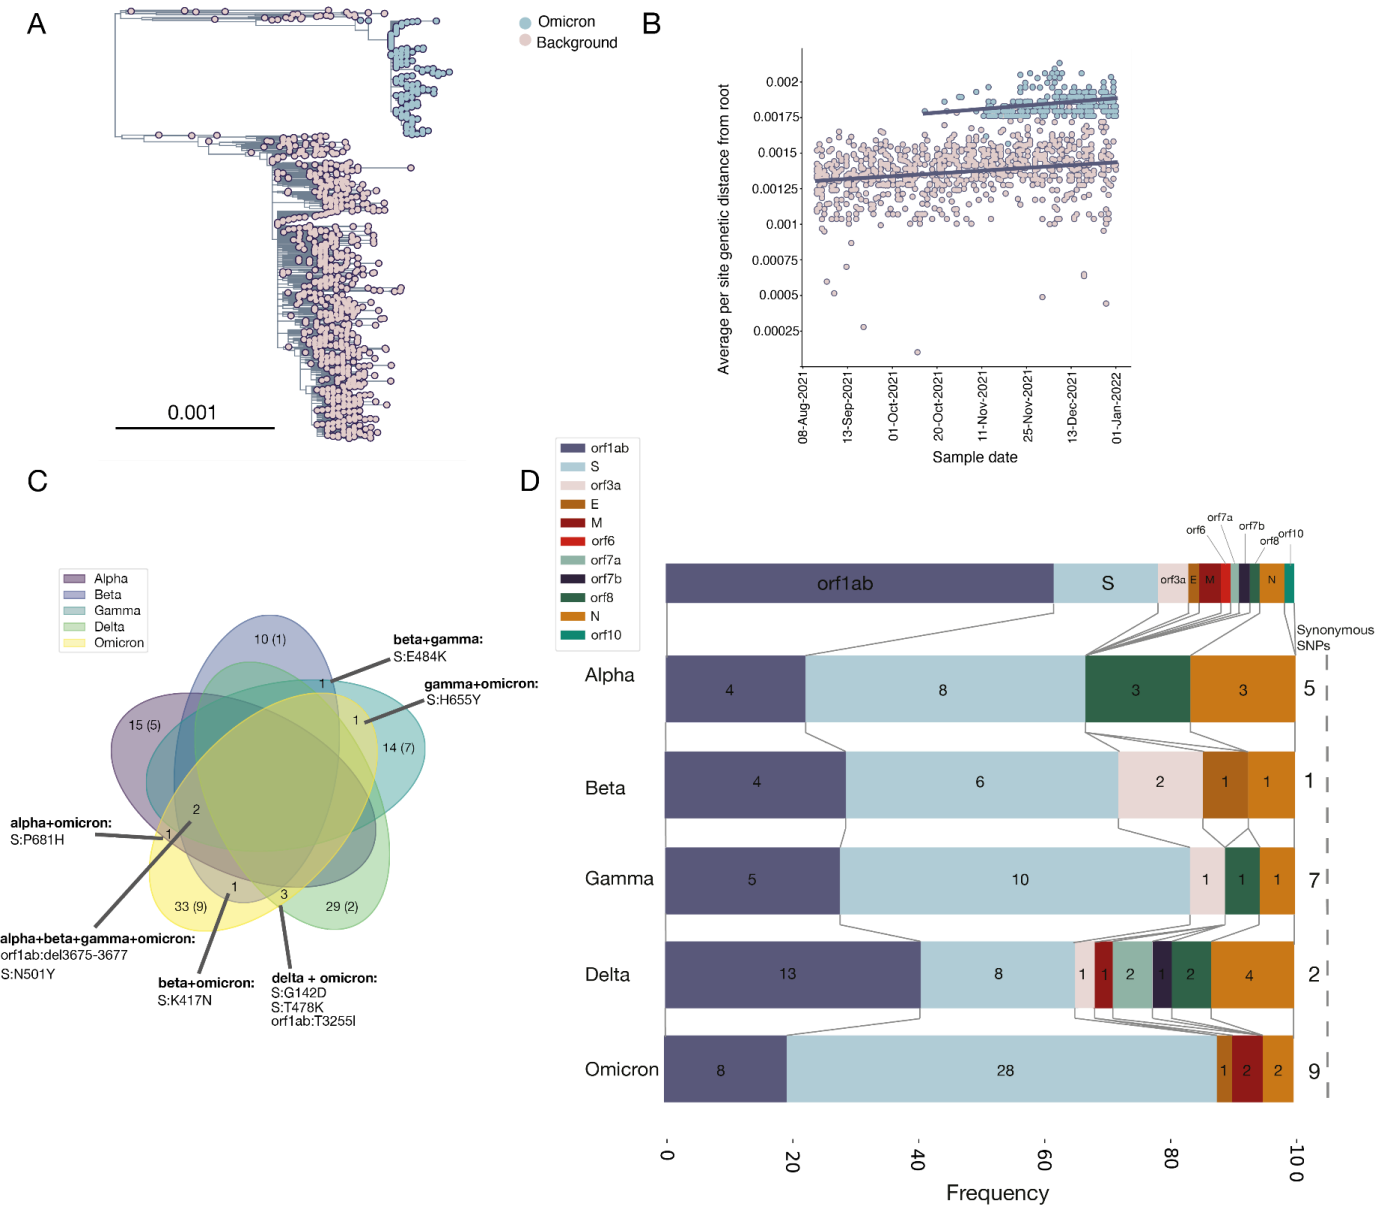 A
Omicron
Background
0.001
B
Average per site genetic distance from root
0.002
0.00175
0.0015
0.00125
0.001
0.00075
0.0005
0.00025
08-Aug-2021
13-Sep-2021
01-Oct-2021
20-Oct-2021
11-Nov-2021
25-Nov-2021
13-Dec-2021
01-Jan-2022
Sample date
C
Alpha
Beta
Gamma
Delta
Omicron
10 (1)
15 (5)
14 (7)
33 (9)
29 (2)
1
1
2
1
1
3
beta+gamma:
S:E484K
gamma+omicron:
S:H655Y
alpha+omicron:
S:P681H
alpha+beta+gamma+omicron:
orf1ab:del3675-3677
S:N501Y
beta+omicron:
S:K417N
delta + omicron:
S:G142D
S:T478K
orf1ab:T3255I
D
orf1ab
S
orf3a
E
M
orf6
orf7a
orf7b
orf8
N
orf10
orf6
orf7a
orf7b
orf8
orf10
orf1ab S orf3a E M N
Synonymous
SNPs
Alpha 4 8 3 3 5
Beta 4 6 2 1 1 1
Gamma 5 10 1 1 1 7
Delta 13 8 1 1 2 1 2 4 2
Omicron 8 28 1 2 2 9
0 20 40 60 80 100
Frequency